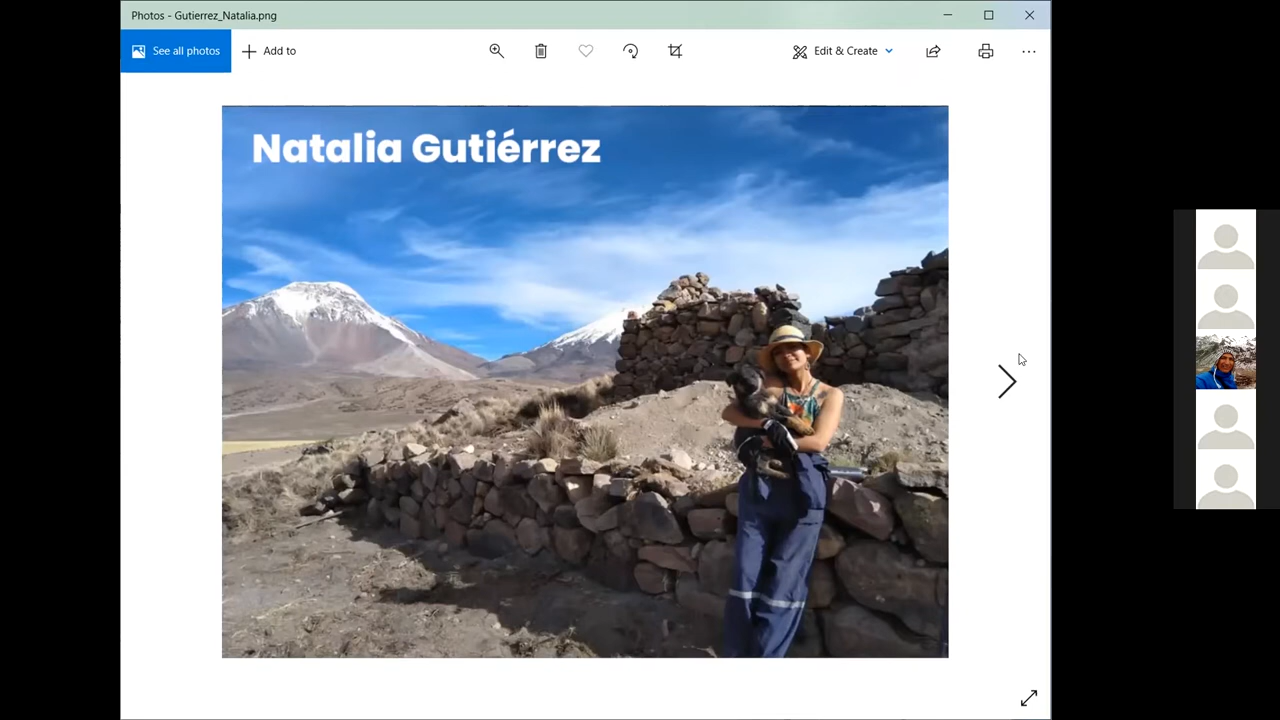 Photos - Gutierrez_Natalia.png
See all photos
Add to
Edit & Create
Natalia Gutiérrez